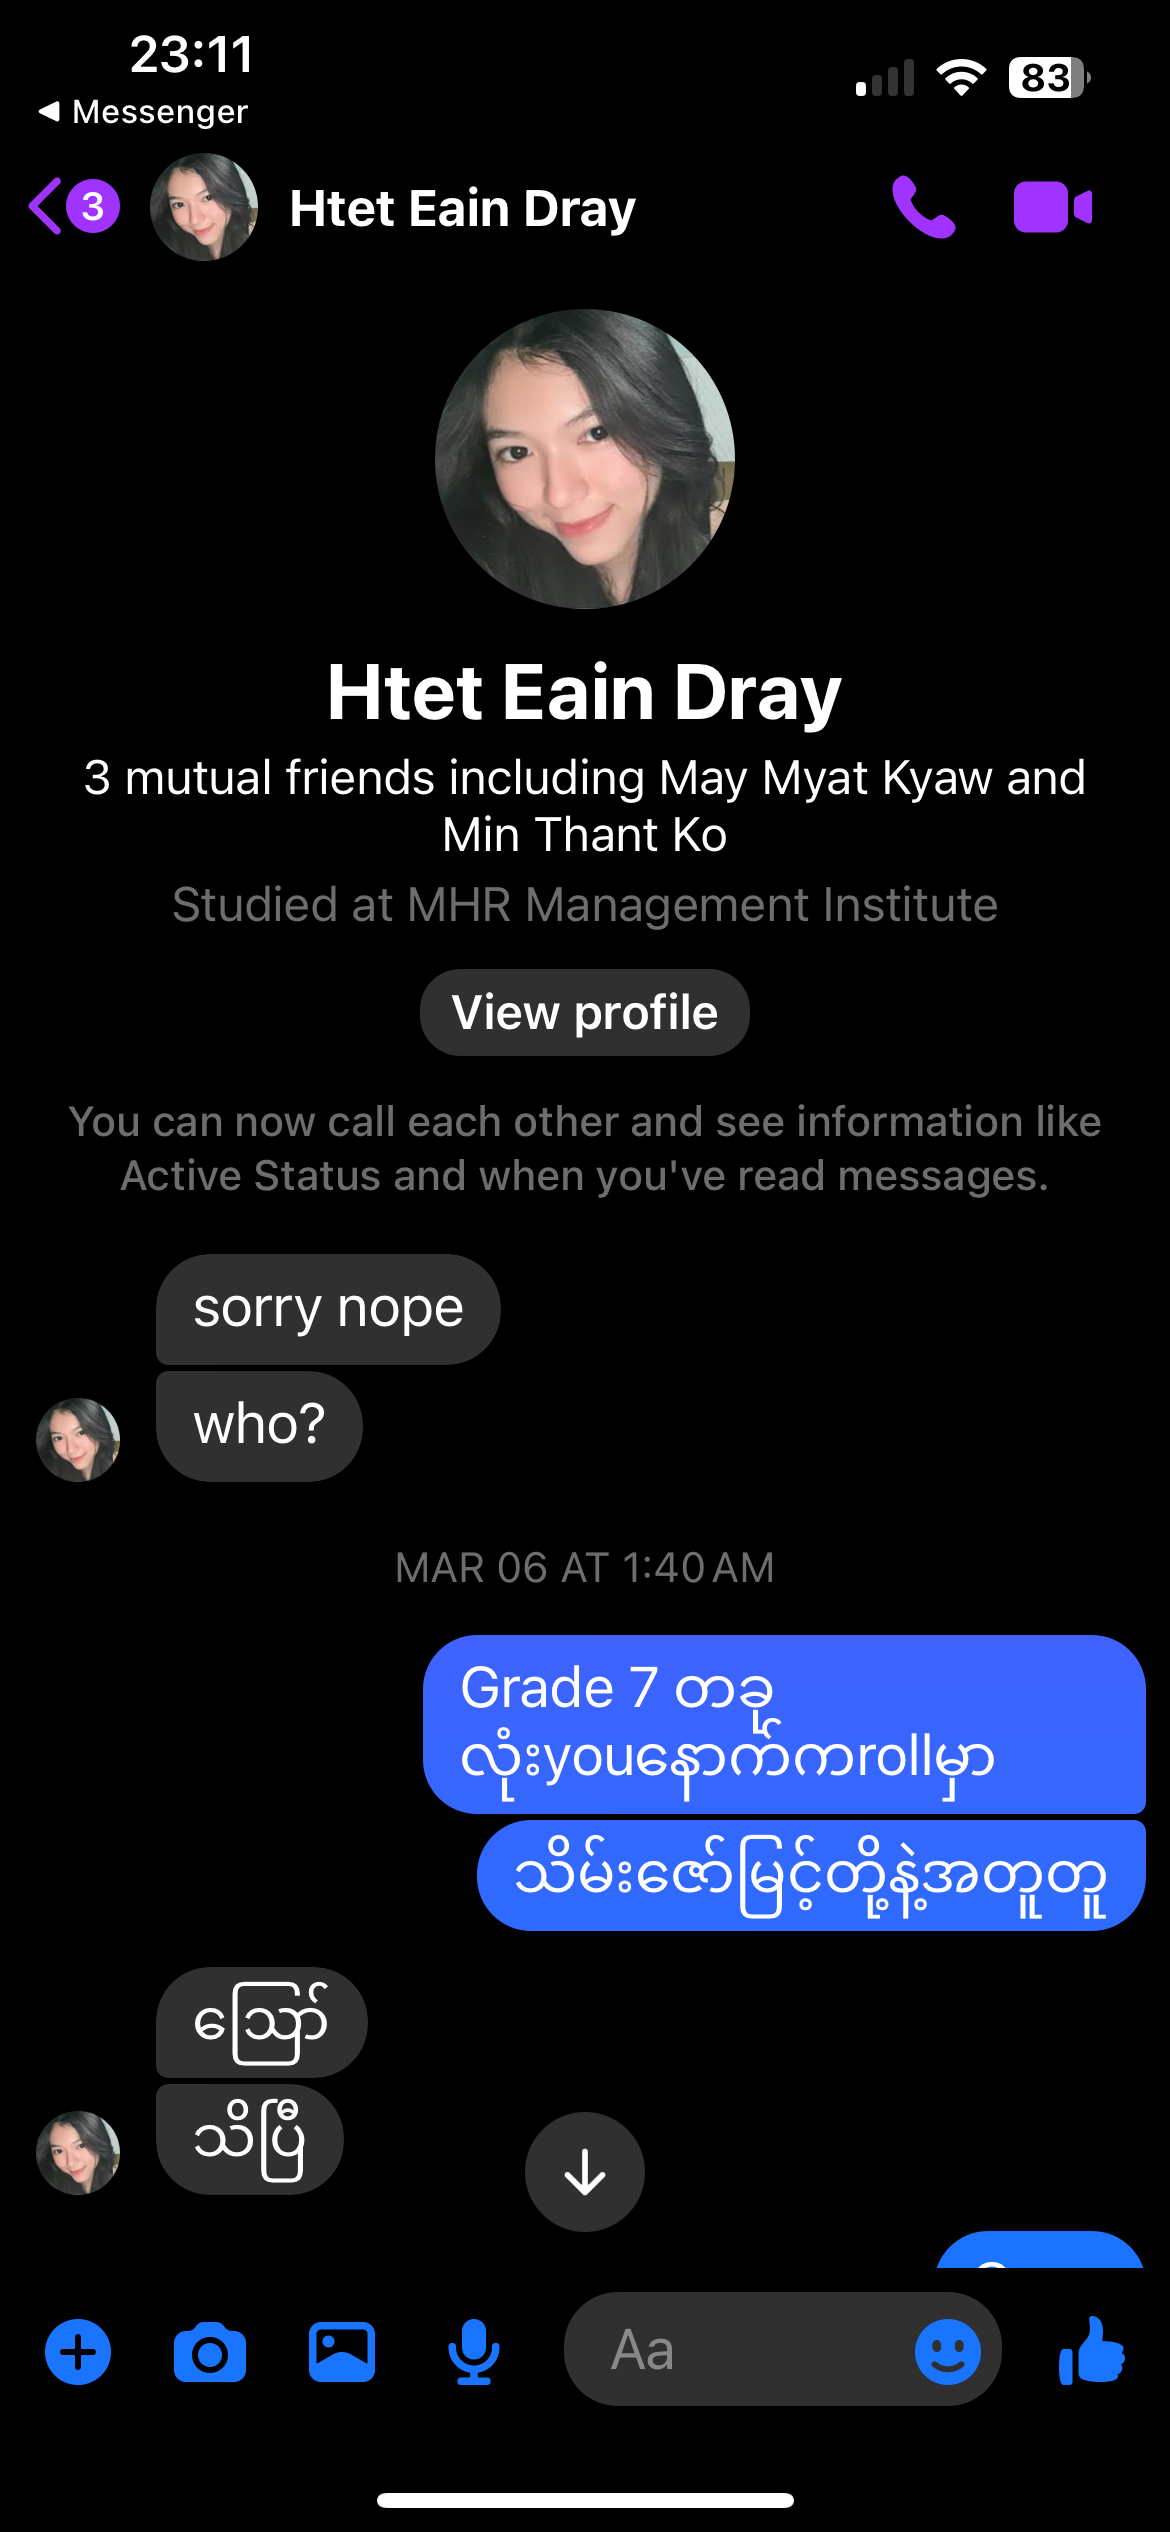 23:11
83
Messenger
3
Htet Eain Dray
Htet Eain Dray
3 mutual friends including May Myat Kyaw and
Min Thant Ko
Studied at MHR Management Institute
View profile
You can now call each other and see information like
Active Status and when you've read messages.
sorry nope
who?
MAR 06 AT 1:40 AM
Grade 7 တခု
လုံးyouနောက်ကrollမှာ
သိမ်းဇော်မြင့်တို့နဲ့အတူတူ
ဪော်
သိပြီ
Aa